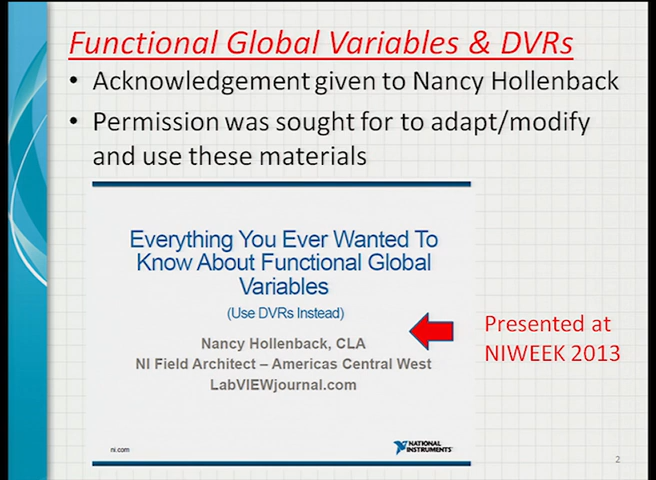 Functional Global Variables & DVRs
• Acknowledgement given to Nancy Hollenback
• Permission was sought for to adapt/modify
and use these materials
Everything You Ever Wanted To
Know About Functional Global
Variables
(Use DVRs Instead)
Nancy Hollenback, CLA
NI Field Architect – Americas Central West
LabVIEWjournal.com
Presented at
NIWEEK 2013
ni.com
NATIONAL
INSTRUMENTS
2